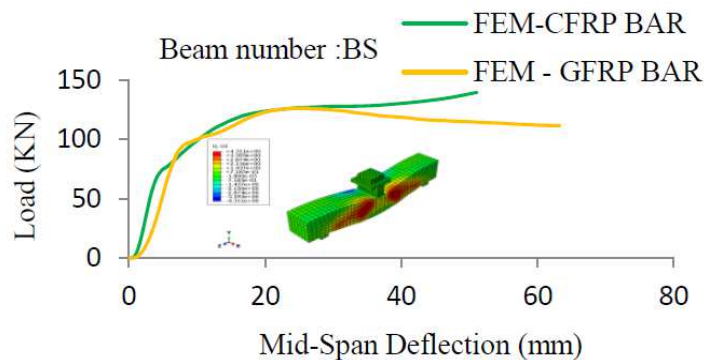 FEM-CFRP BAR
Beam number :BS
FEM - GFRP BAR
150
100
50
0
Load (KN)
0
20
40
60
80
Mid-Span Deflection (mm)